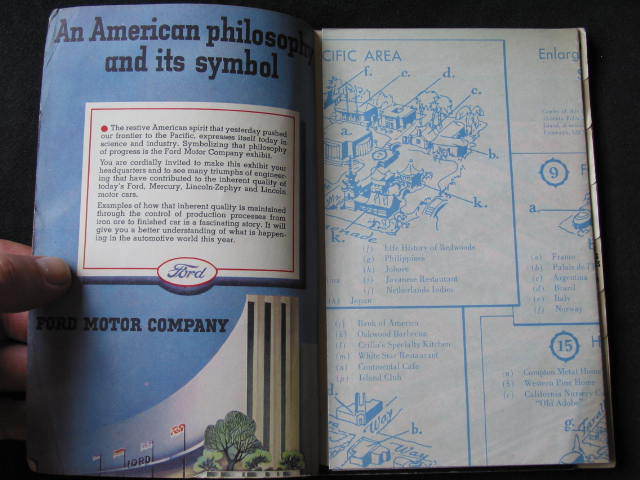 An American philosophy
and its symbol
The restive American spirit that yesterday pushed
our frontier to the Pacific, expresses itself today in
science and industry. Symbolizing that philosophy
of progress is the Ford Motor Company exhibit.
You are cordially invited to make this exhibit your
headquarters and to see many triumphs of engineer-
ing that have contributed to the inherent quality of
today's Ford, Mercury, Lincoln-Zephyr and Lincoln
motor cars.
Examples of how that inherent quality is maintained
through the control of production processes from
iron ore to finished car is a fascinating story. It will
give you a better understanding of what is happen-
ing in the automotive world this year.
Ford
FORD MOTOR COMPANY
FORD
CIFIC AREA
f.
c.
d.
a.
b.
k.
(f) Life History of Redwoods
(g) Philippines
(h) Johore
(i) Javanese Restaurant
(j) Netherlands Indies
Japan
(j) Bank of America
(k) Oakwood Barbecue
(l) Crilla's Specialty Kitchen
(m) White Star Restaurant
(n) Continental Cafe
(p) Island Club
Way
b.
Way
Enlarg
9
a.
(a) France
(b) Palais de l'E
(c) Argentina
(d) Brazil
(e) Italy
(f) Norway
15
H
(a) Compton Metal Home
(b) Western Pine Home
(c) California Nursery C
"Old Adobe"
g.